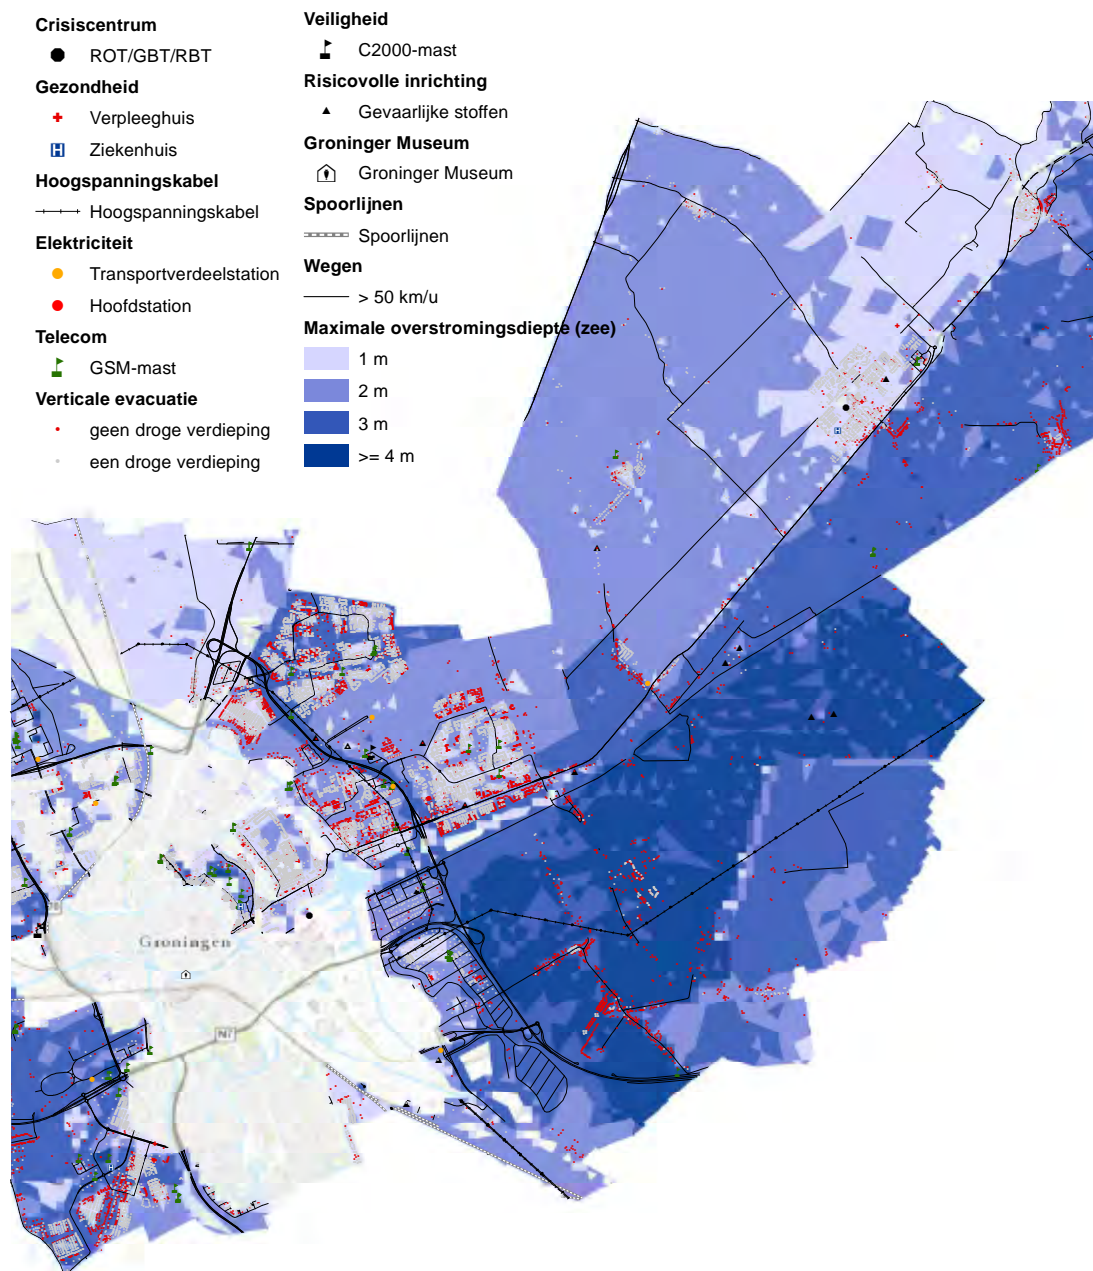 Crisiscentrum
ROT/GBT/RBT
Gezondheid
Verpleeghuis
Ziekenhuis
Hoogspanningskabel
Hoogspanningskabel
Elektriciteit
Transportverdeelstation
Hoofdstation
Telecom
GSM-mast
Verticale evacuatie
geen droge verdieping
een droge verdieping
Veiligheid
C2000-mast
Risicovolle inrichting
Gevaarlijke stoffen
Groninger Museum
Groninger Museum
Spoorlijnen
Spoorlijnen
Wegen
> 50 km/u
Maximale overstromingsdiepte (zee)
1 m
2 m
3 m
>= 4 m
Groningen